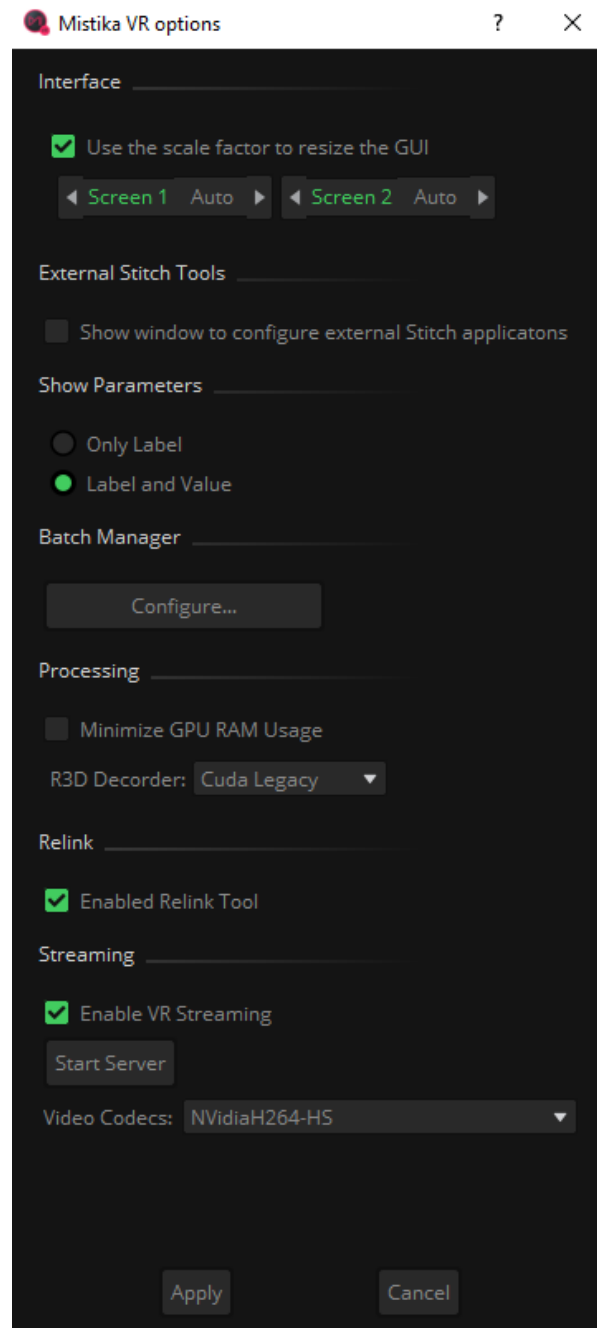 Mistika VR options ?
Interface
Use the scale factor to resize the GUI
Screen 1 Auto Screen 2 Auto
External Stitch Tools
Show window to configure external Stitch applicatons
Show Parameters
Only Label
Label and Value
Batch Manager
Configure...
Processing
Minimize GPU RAM Usage
R3D Decorder: Cuda Legacy
Relink
Enabled Relink Tool
Streaming
Enable VR Streaming
Start Server
Video Codecs: NVidiaH264-HS
Apply Cancel